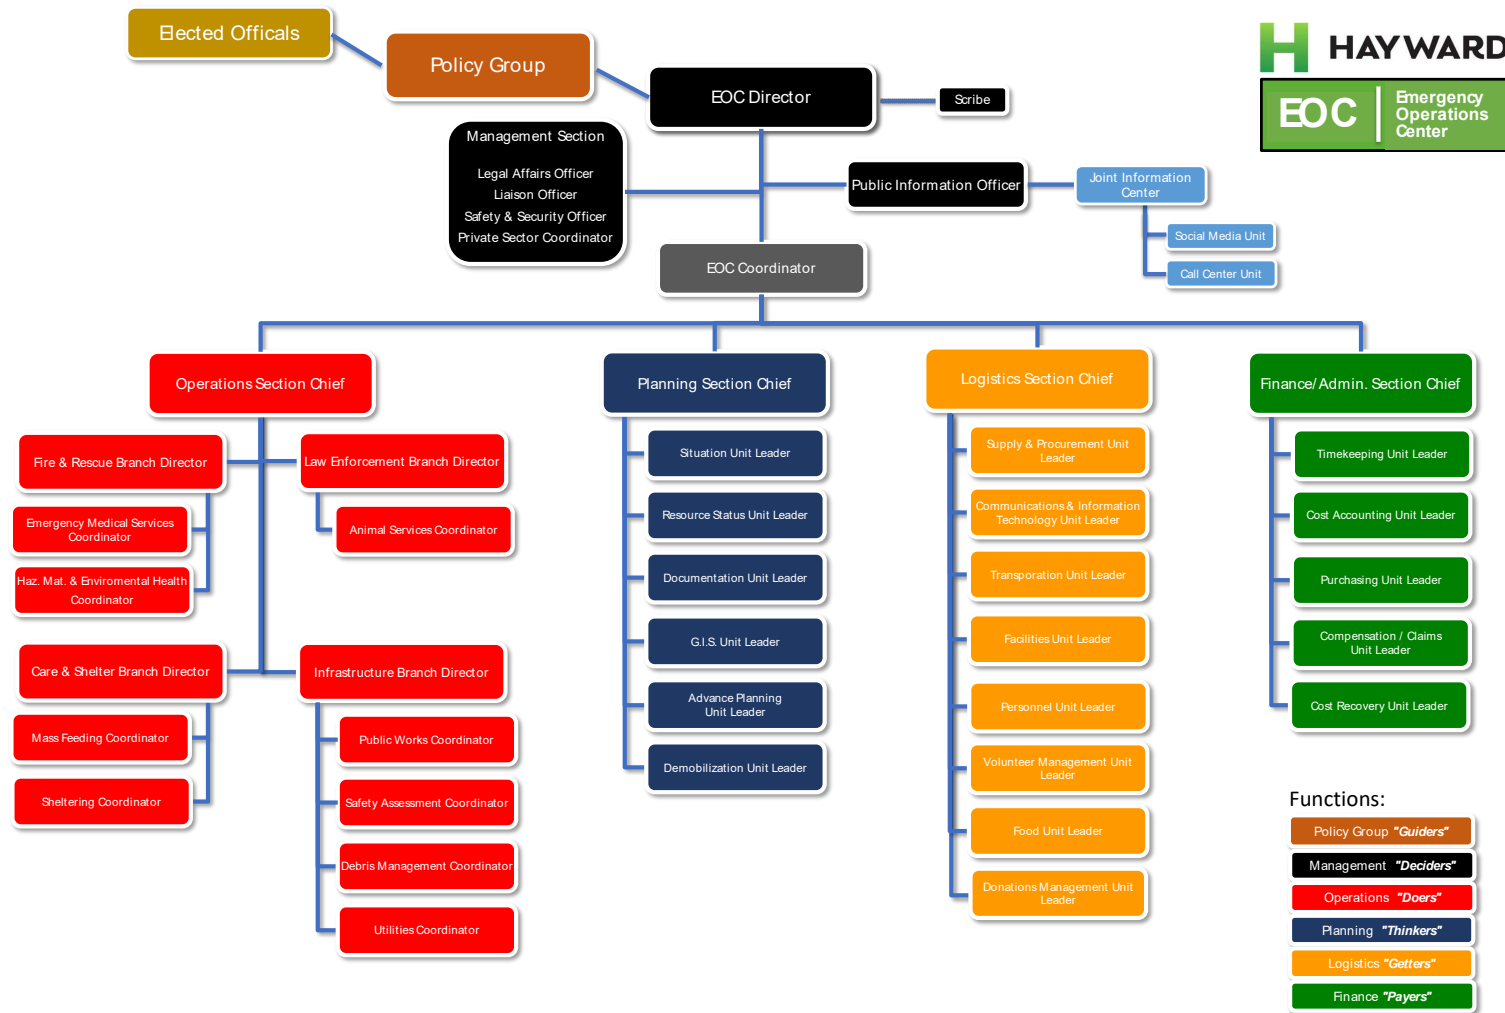 Elected Officals
Policy Group
EOC Director
Scribe
HAYWARD
EOC
Emergency
Operations
Center
Management Section
Legal Affairs Officer
Liaison Officer
Safety & Security Officer
Private Sector Coordinator
Public Information Officer
Joint Information
Center
Social Media Unit
Call Center Unit
EOC Coordinator
Operations Section Chief
Fire & Rescue Branch Director
Emergency Medical Services
Coordinator
Haz. Mat. & Enviromental Health
Coordinator
Law Enforcement Branch Director
Animal Services Coordinator
Care & Shelter Branch Director
Mass Feeding Coordinator
Sheltering Coordinator
Infrastructure Branch Director
Public Works Coordinator
Safety Assessment Coordinator
Debris Management Coordinator
Utilities Coordinator
Planning Section Chief
Situation Unit Leader
Resource Status Unit Leader
Documentation Unit Leader
G.I.S. Unit Leader
Advance Planning
Unit Leader
Demobilization Unit Leader
Logistics Section Chief
Supply & Procurement Unit
Leader
Communications & Information
Technology Unit Leader
Transporation Unit Leader
Facilities Unit Leader
Personnel Unit Leader
Volunteer Management Unit
Leader
Food Unit Leader
Donations Management Unit
Leader
Finance/ Admin. Section Chief
Timekeeping Unit Leader
Cost Accounting Unit Leader
Purchasing Unit Leader
Compensation / Claims
Unit Leader
Cost Recovery Unit Leader
Functions:
Policy Group "Guiders"
Management "Deciders"
Operations "Doers"
Planning "Thinkers"
Logistics "Getters"
Finance "Payers"